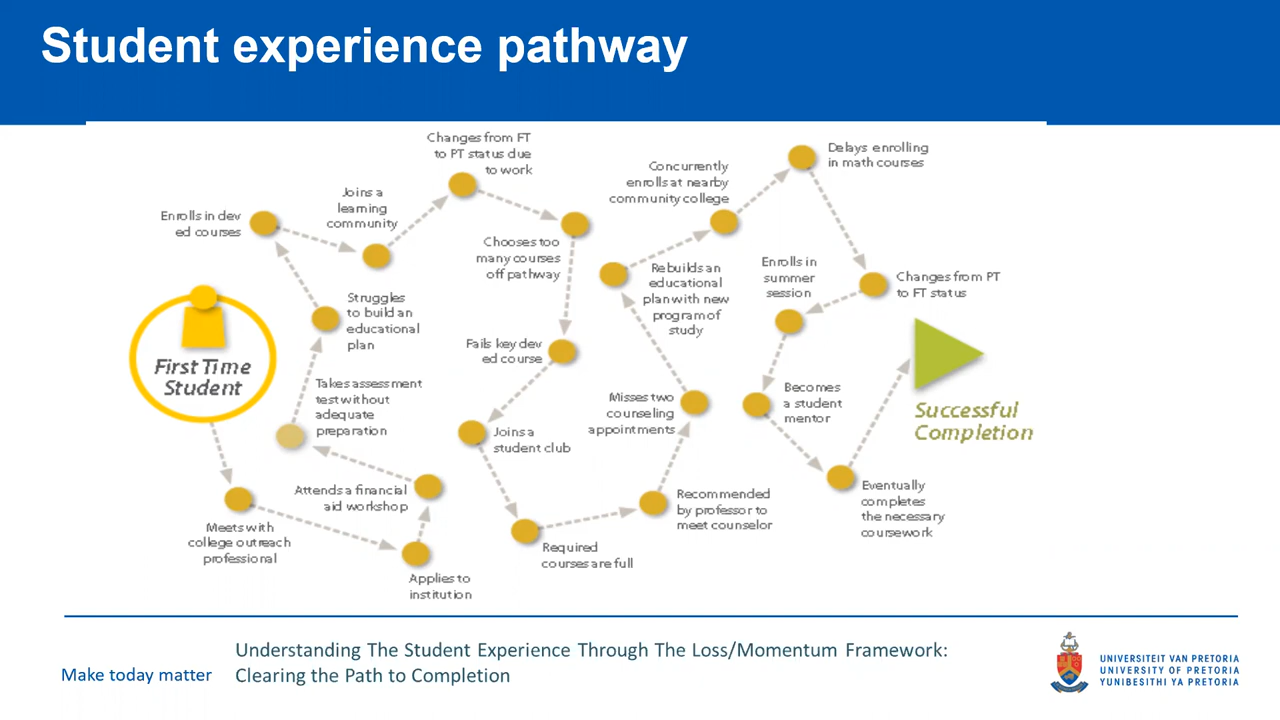 Student experience pathway
First Time
Student
Meets with
college outreach
professional
Applies to
institution
Attends a financial
aid workshop
Takes assessment
test without
adequate
preparation
Struggles
to build an
educational
plan
Enrolls in dev
ed courses
Joins a
learning
community
Changes from FT
to PT status due
to work
Chooses too
many courses
off pathway
Fails key dev
ed course
Joins a
student club
Required
courses are full
Recommended
by professor to
meet counselor
Misses two
counseling
appointments
Rebuilds an
educational
plan with new
program of
study
Concurrently
enrolls at nearby
community college
Delays enrolling
in math courses
Changes from PT
to FT status
Enrolls in
summer
session
Becomes
a student
mentor
Eventually
completes
the necessary
coursework
Successful
Completion
Make today matter
Understanding The Student Experience Through The Loss/Momentum Framework:
Clearing the Path to Completion
UNIVERSITEIT VAN PRETORIA
UNIVERSITY OF PRETORIA
YUNIBESITHI YA PRETORIA